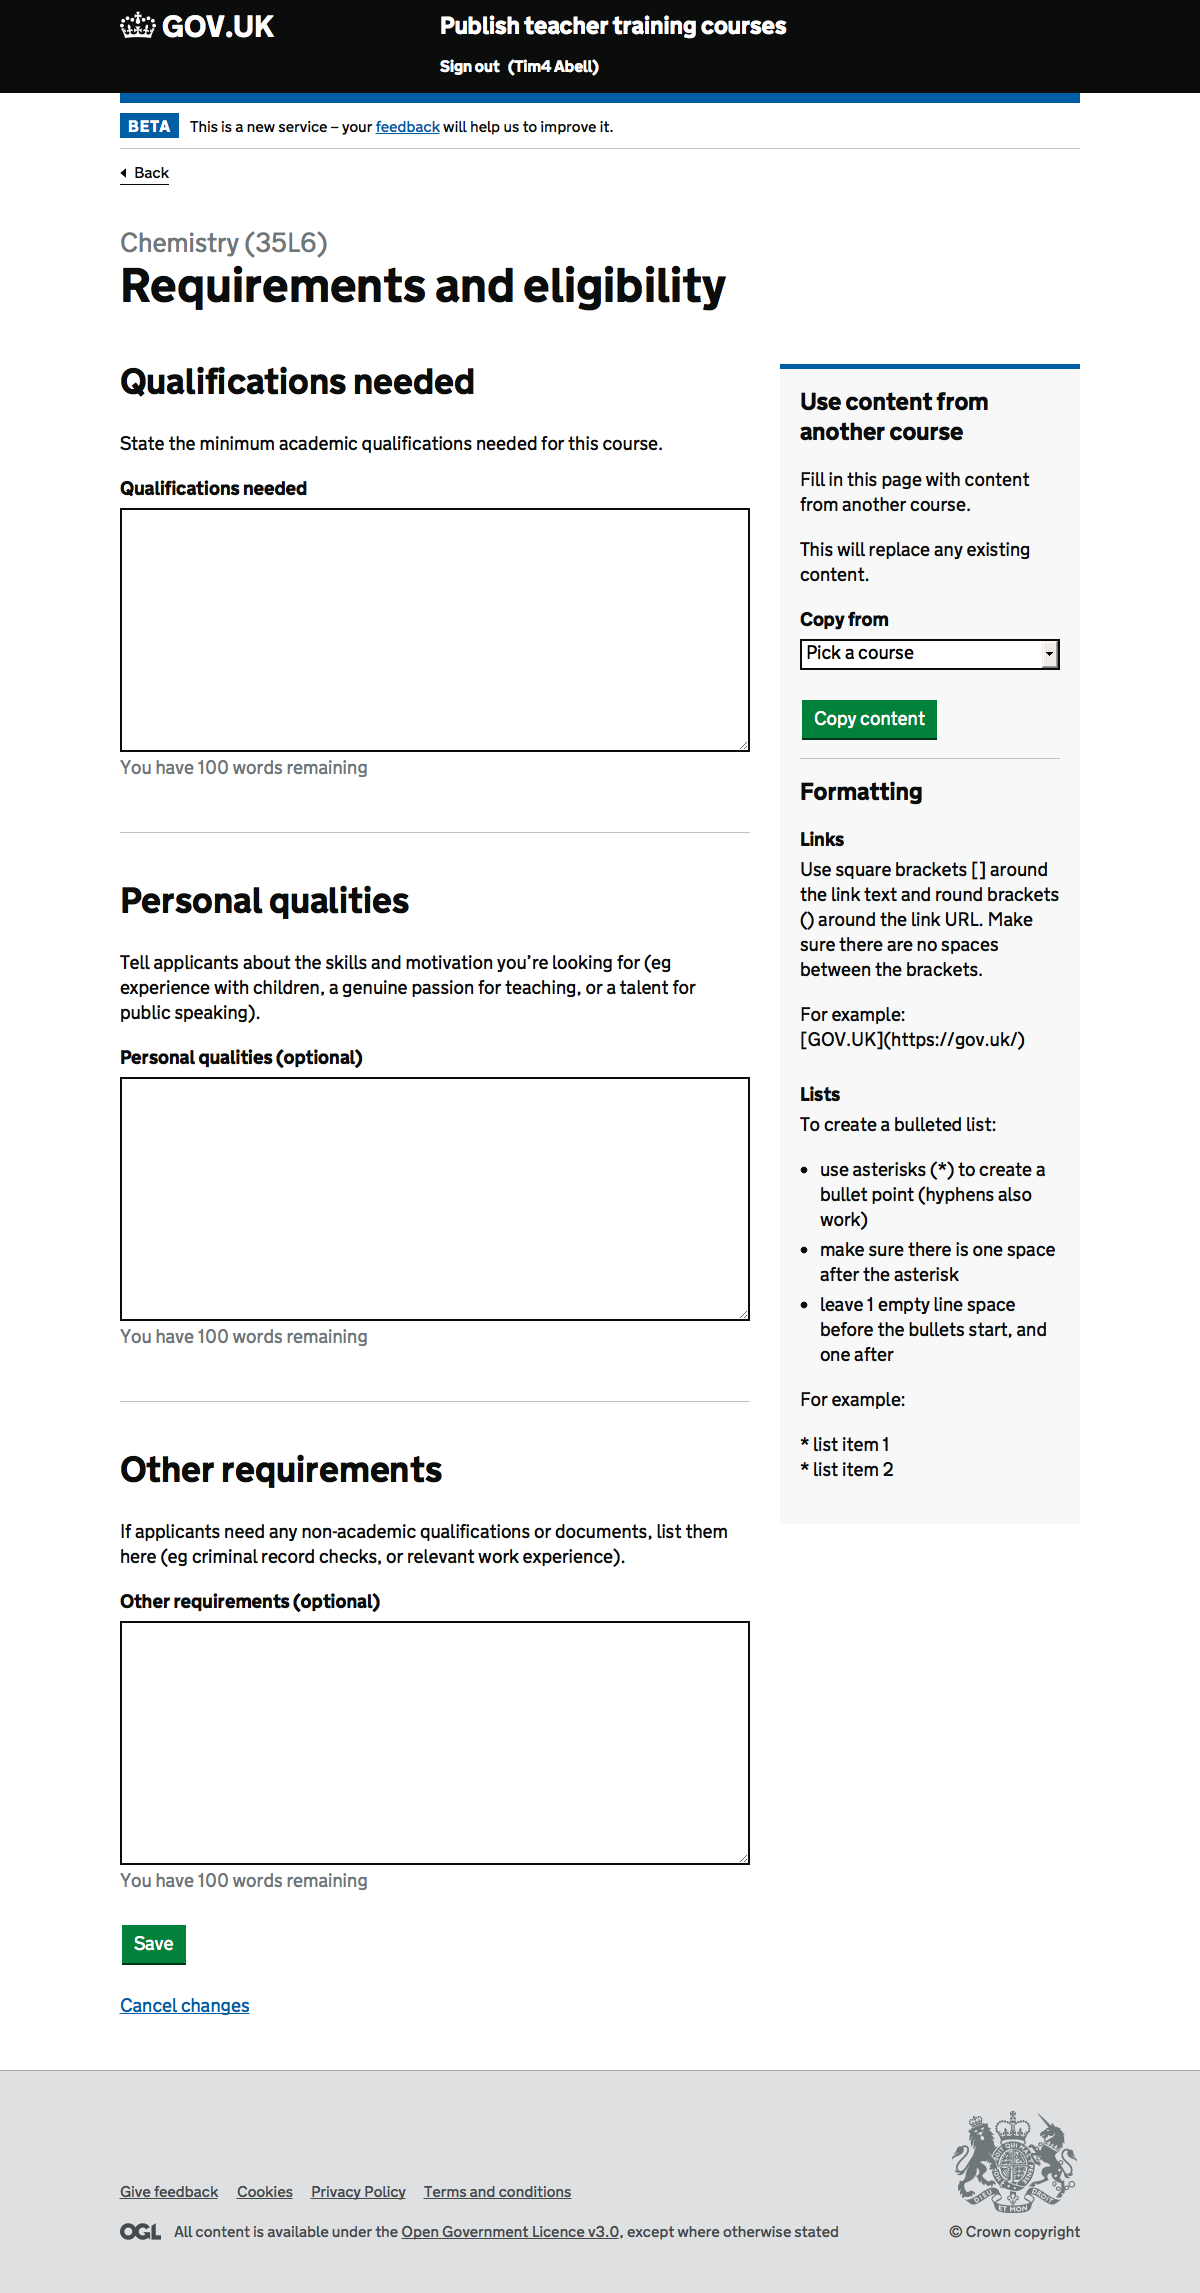 GOV.UK
Publish teacher training courses
Sign out (Tim4 Abell)
BETA This is a new service – your feedback will help us to improve it.
Back
Chemistry (35L6)
Requirements and eligibility
Qualifications needed
State the minimum academic qualifications needed for this course.
Qualifications needed
You have 100 words remaining
Personal qualities
Tell applicants about the skills and motivation you’re looking for (eg
experience with children, a genuine passion for teaching, or a talent for
public speaking).
Personal qualities (optional)
You have 100 words remaining
Other requirements
If applicants need any non-academic qualifications or documents, list them
here (eg criminal record checks, or relevant work experience).
Other requirements (optional)
You have 100 words remaining
Save
Cancel changes
Use content from
another course
Fill in this page with content
from another course.
This will replace any existing
content.
Copy from
Pick a course
Copy content
Formatting
Links
Use square brackets [] around
the link text and round brackets
() around the link URL. Make
sure there are no spaces
between the brackets.
For example:
[GOV.UK](https://gov.uk/)
Lists
To create a bulleted list:
• use asterisks (*) to create a
bullet point (hyphens also
work)
• make sure there is one space
after the asterisk
• leave 1 empty line space
before the bullets start, and
one after
For example:
* list item 1
* list item 2
Give feedback Cookies Privacy Policy Terms and conditions
OGL All content is available under the Open Government Licence v3.0, except where otherwise stated
DIEU ET MON DROIT
© Crown copyright